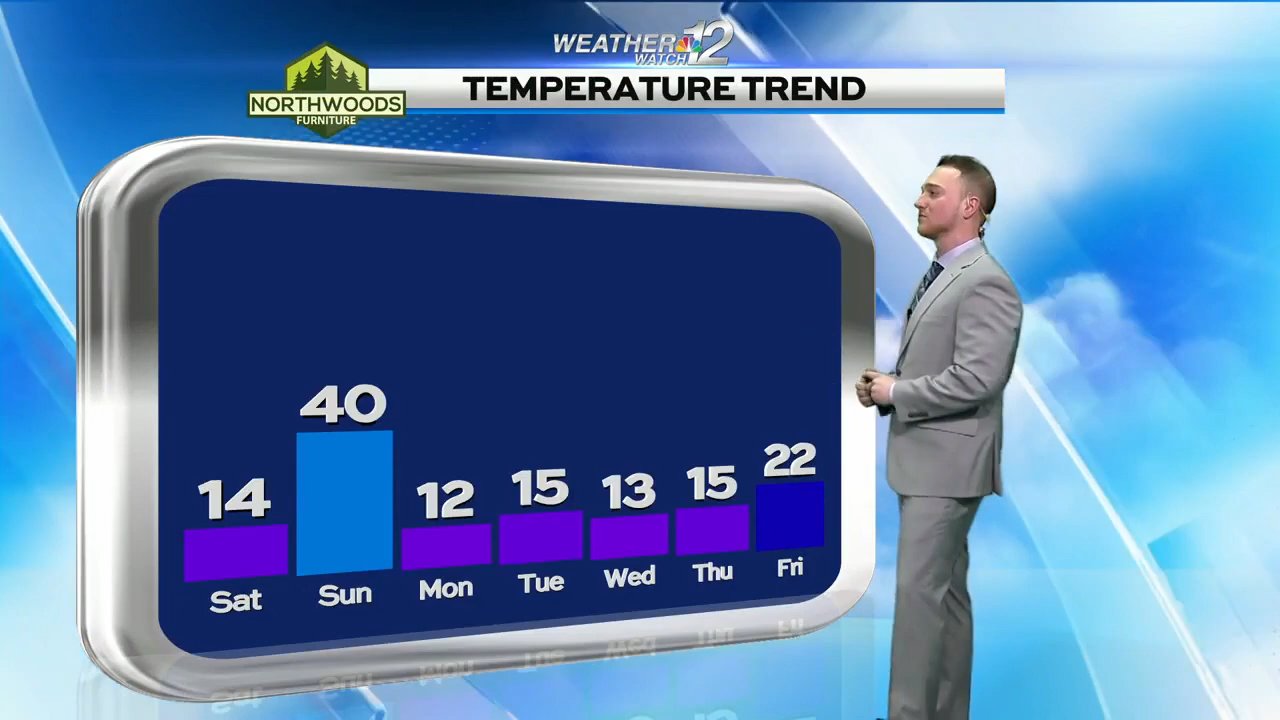 WEATHER 12
WATCH
TEMPERATURE TREND
NORTHWOODS
FURNITURE
14 40 12 15 13 15 22
Sat Sun Mon Tue Wed Thu Fri